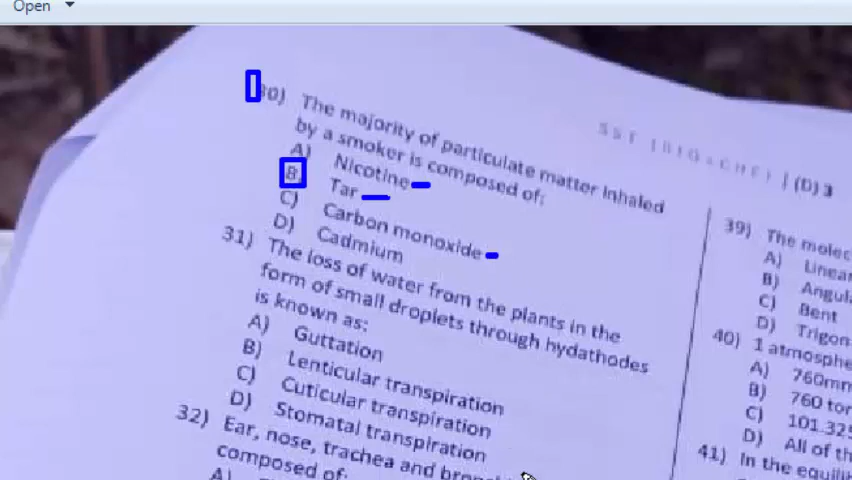 Open
30) The majority of particulate matter inhaled
by a smoker is composed of:
A) Nicotine
B) Tar
C) Carbon monoxide
D) Cadmium
31) The loss of water from the plants in the
form of small droplets through hydathodes
is known as:
A) Guttation
B) Lenticular transpiration
C) Cuticular transpiration
D) Stomatal transpiration
32) Ear, nose, trachea and
composed of:
A)
| (D) 3
39) The molec
A) Linea
B) Angul
C) Bent
D) Trigon
40) 1 atmosphe
A) 760mm
B) 760 tor
C) 101.325
D) All of th
41) In the equilib